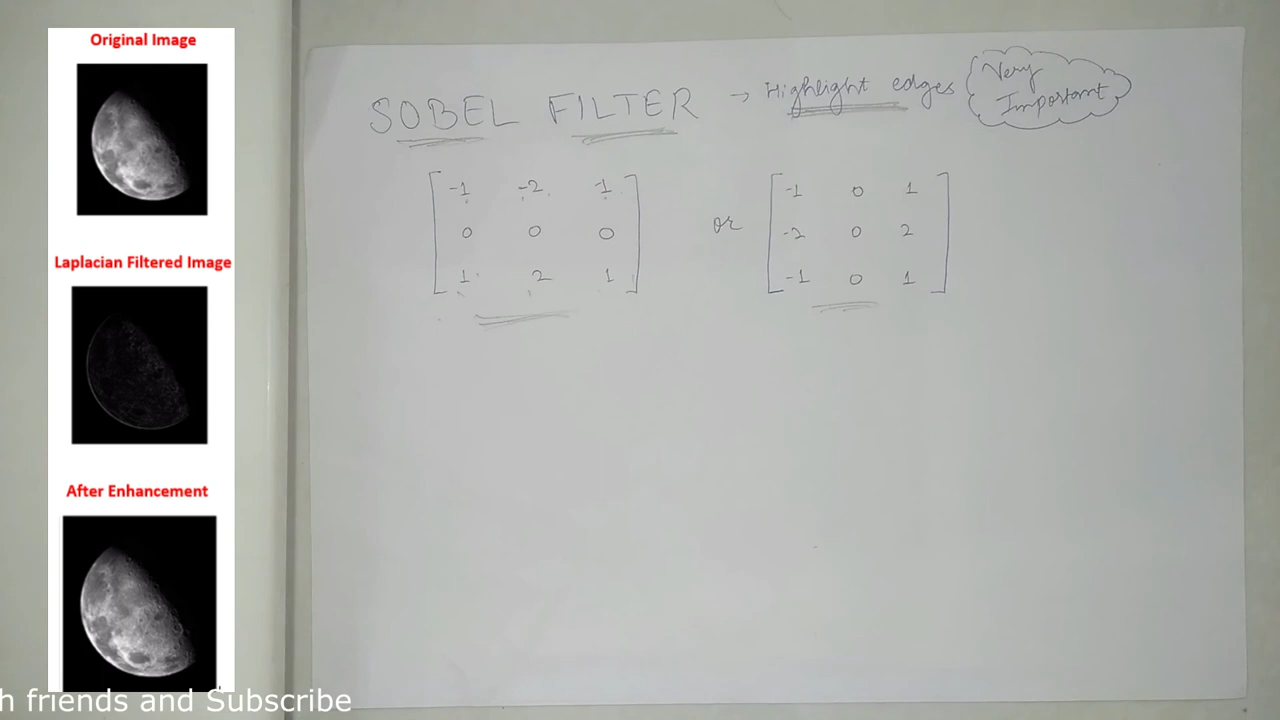 Original Image
Laplacian Filtered Image
After Enhancement
SOBEL FILTER → Highlight edges
Very
Important
-1 -2 -1
0 0 0
1 2 1
or
-1 0 1
-2 0 2
-1 0 1
h friends and Subscribe